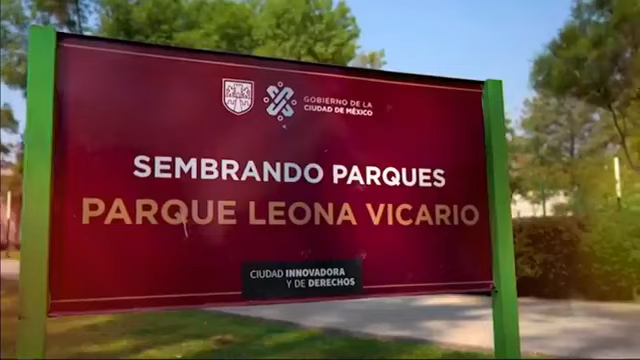 GOBIERNO DE LA
CIUDAD DE MÉXICO
SEMBRANDO PARQUES
PARQUE LEONA VICARIO
CIUDAD INNOVADORA
Y DE DERECHOS